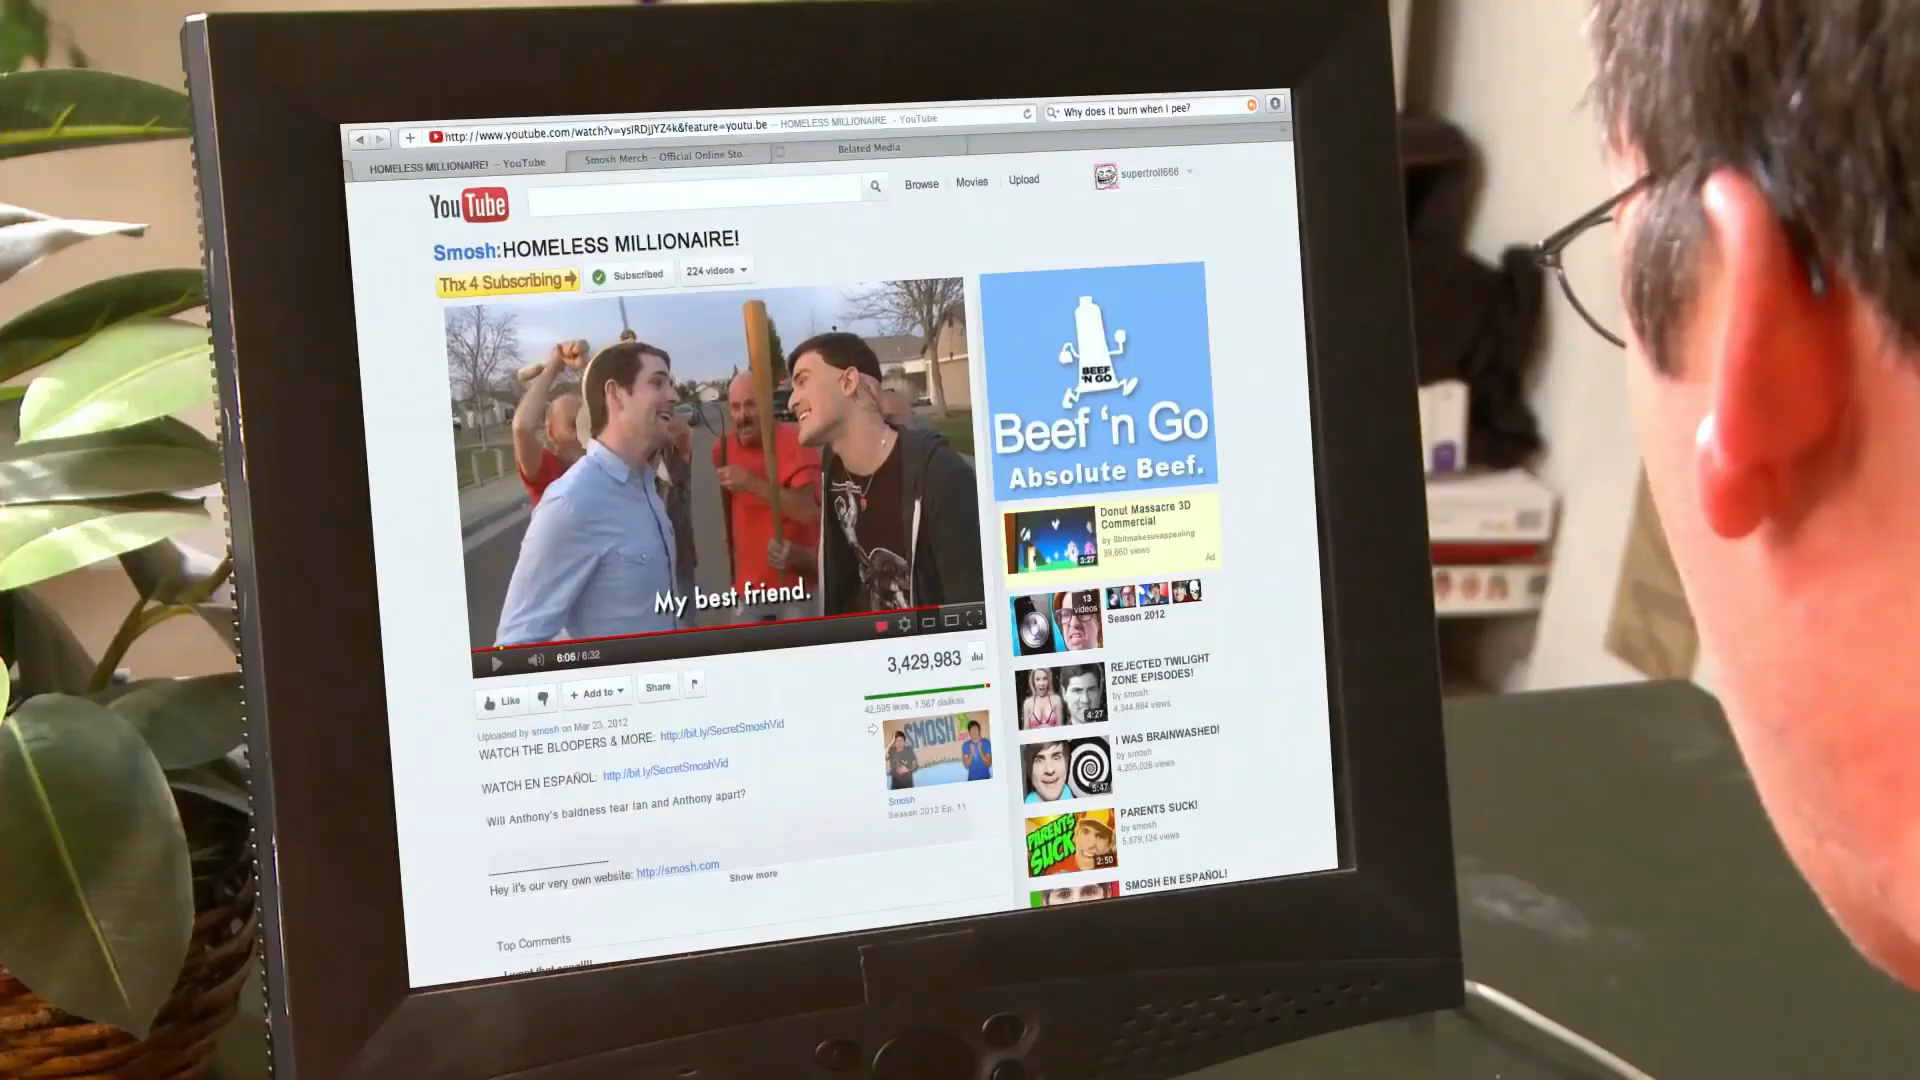 http://www.youtube.com/watch?v=yslRDjJYZ4k&feature=youtu.be — HOMELESS MILLIONAIRE - YouTube
Why does it burn when I pee?
HOMELESS MILLIONAIRE! - YouTube
Smosh Merch - Official Online Sto...
Belated Media
YouTube
Browse
Movies
Upload
supertroll666
Smosh:HOMELESS MILLIONAIRE!
Thx 4 Subscribing
Subscribed
224 videos
My best friend.
6:06 / 6:32
3,429,983
Like
+ Add to
Share
42,595 likes, 1,567 dislikes
Uploaded by smosh on Mar 23, 2012
WATCH THE BLOOPERS & MORE: http://bit.ly/SecretSmoshVid
WATCH EN ESPAÑOL: http://bit.ly/SecretSmoshVid
Will Anthony's baldness tear Ian and Anthony apart?
Hey it's our very own website: http://smosh.com
Show more
Top Comments
SMOSH
Smosh
Season 2012 Ep. 11
BEEF
'N GO
Beef 'n Go
Absolute Beef.
Donut Massacre 3D
Commercial
by 8bitmakesusappealing
39,660 views
Ad
3:27
13
videos
Season 2012
REJECTED TWILIGHT
ZONE EPISODES!
by smosh
4,344,884 views
4:27
I WAS BRAINWASHED!
by smosh
4,205,026 views
5:47
PARENTS SUCK!
by smosh
5,879,124 views
PARENTS
SUCK
2:50
SMOSH EN ESPAÑOL!